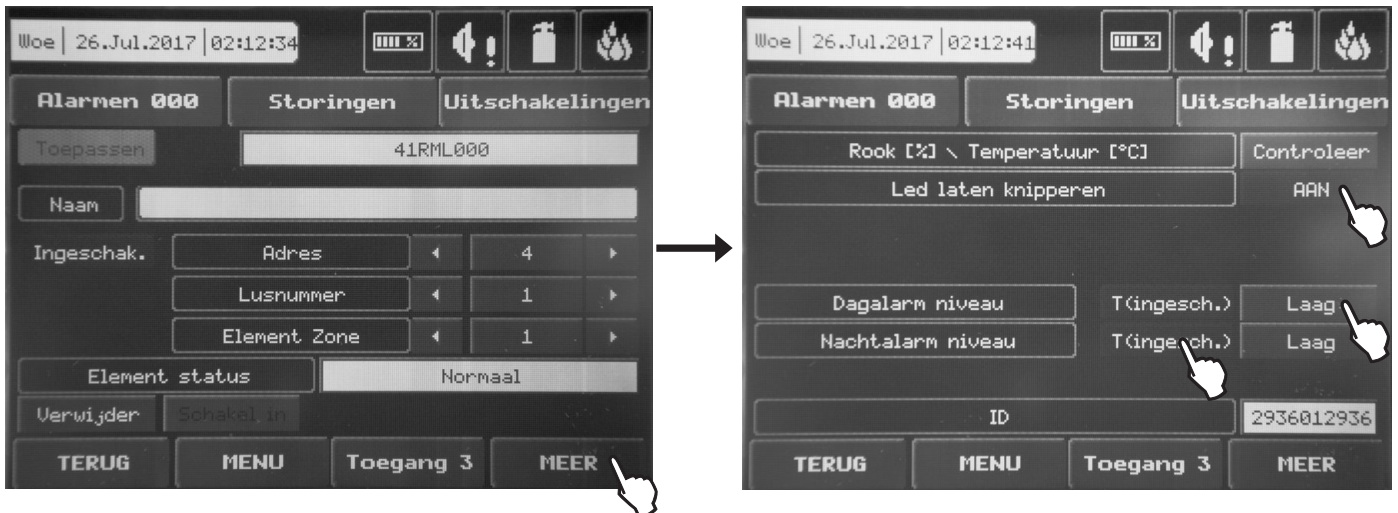 Woe 26.Jul.2017 02:12:34
Alarmen 000 Storingen Uitschakelingen
Toepassen 41RML000
Naam
Ingeschak. Adres 4
Lusnummer 1
Element Zone 1
Element status Normaal
Verwijder Schakel in
TERUG MENU Toegang 3 MEER
Woe 26.Jul.2017 02:12:41
Alarmen 000 Storingen Uitschakelingen
Rook [%] \ Temperatuur [°C] Controleer
Led laten knipperen AAN
Dagalarm niveau T(ingesch.) Laag
Nachtalarm niveau T(ingesch.) Laag
ID 2936012936
TERUG MENU Toegang 3 MEER